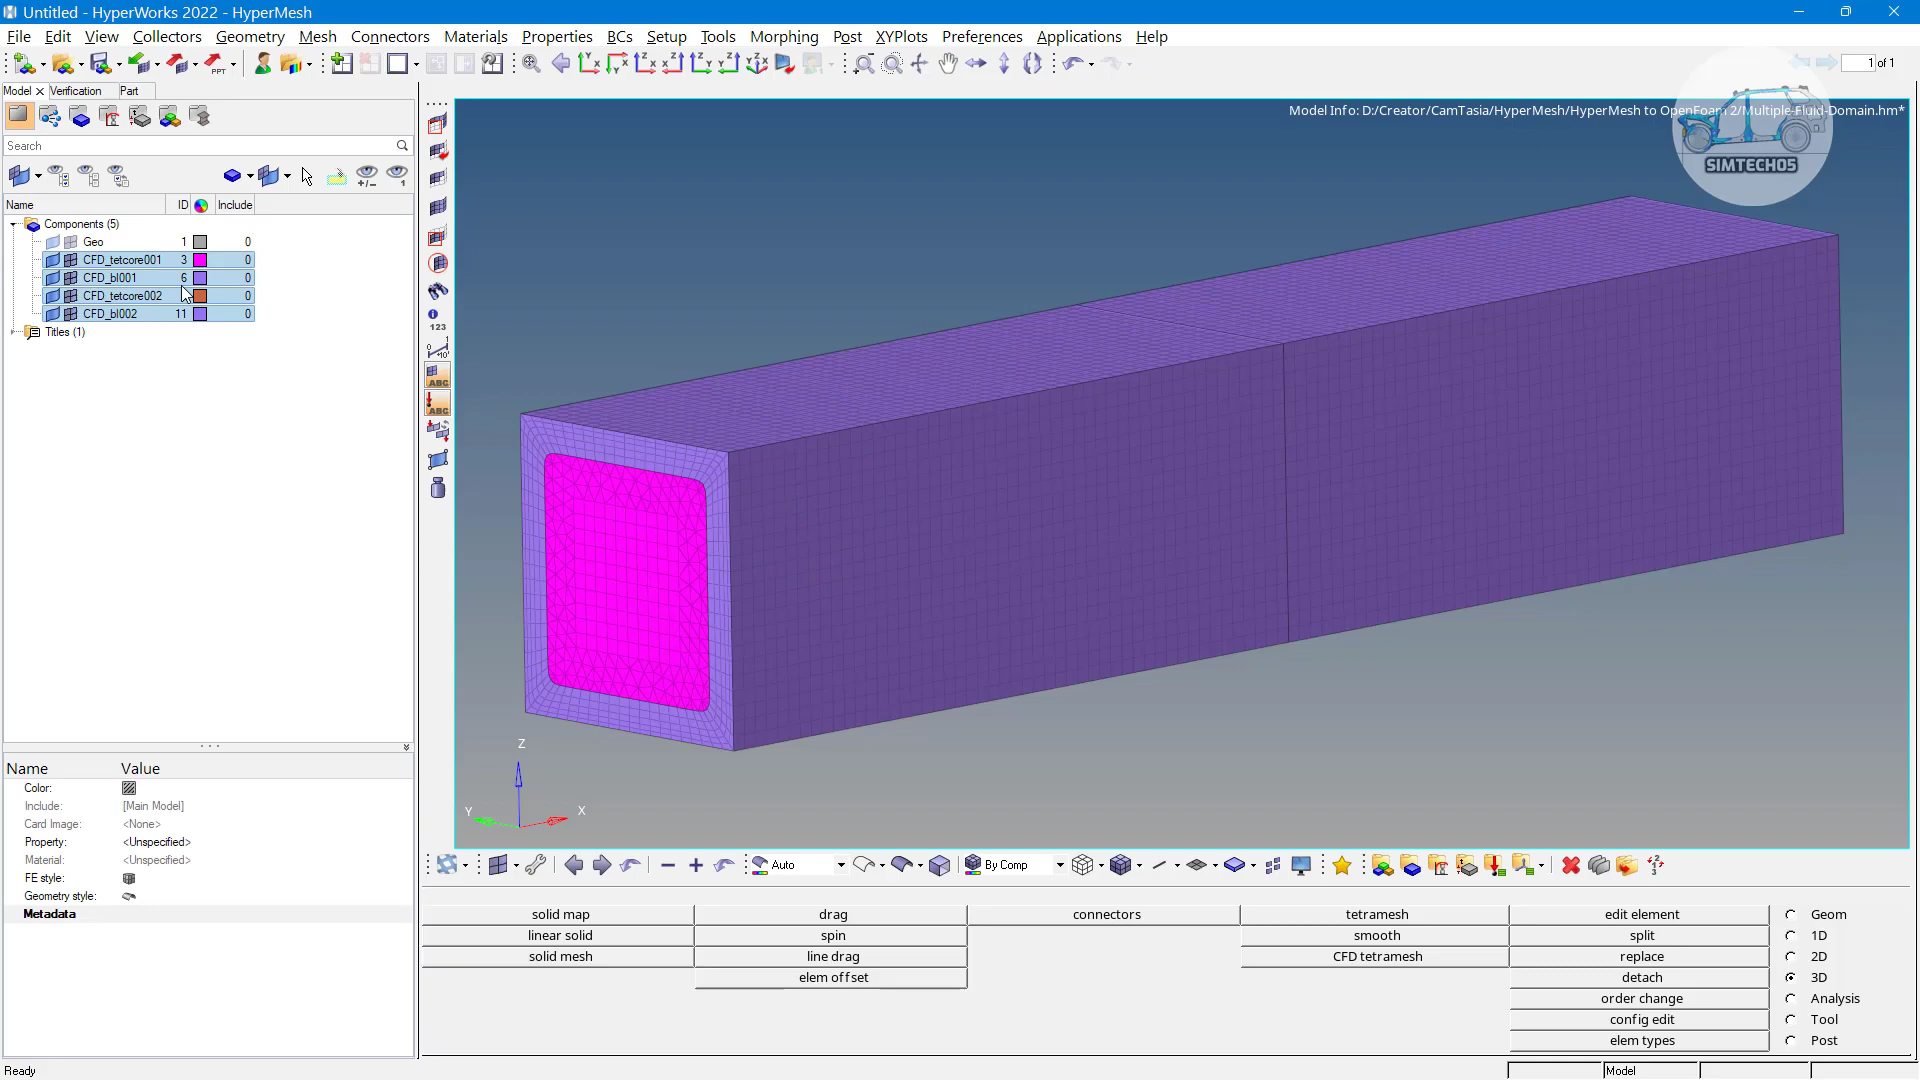 Untitled - HyperWorks 2022 - HyperMesh
File Edit View Collectors Geometry Mesh Connectors Materials Properties BCs Setup Tools Morphing Post XYPlots Preferences Applications Help
PPT
1 of 1
Model Verification Part
Search
Name ID Include
Components (5)
Geo 1 0
CFD_tetcore001 3 0
CFD_bl001 6 0
CFD_tetcore002 0
CFD_bl002 11 0
Titles (1)
Model Info: D:/Creator/CamTasia/HyperMesh/HyperMesh to OpenFoam 2/Multiple-Fluid-Domain.hm*
SIMTECH05
123
ABC
ABC
Z
Y
X
Name Value
Color:
Include: [Main Model]
Card Image: <None>
Property: <Unspecified>
Material: <Unspecified>
FE style:
Geometry style:
Metadata
Auto
By Comp
solid map drag connectors tetramesh edit element Geom
linear solid spin smooth split 1D
solid mesh line drag CFD tetramesh replace 2D
elem offset detach 3D
order change Analysis
config edit Tool
elem types Post
Ready
Model